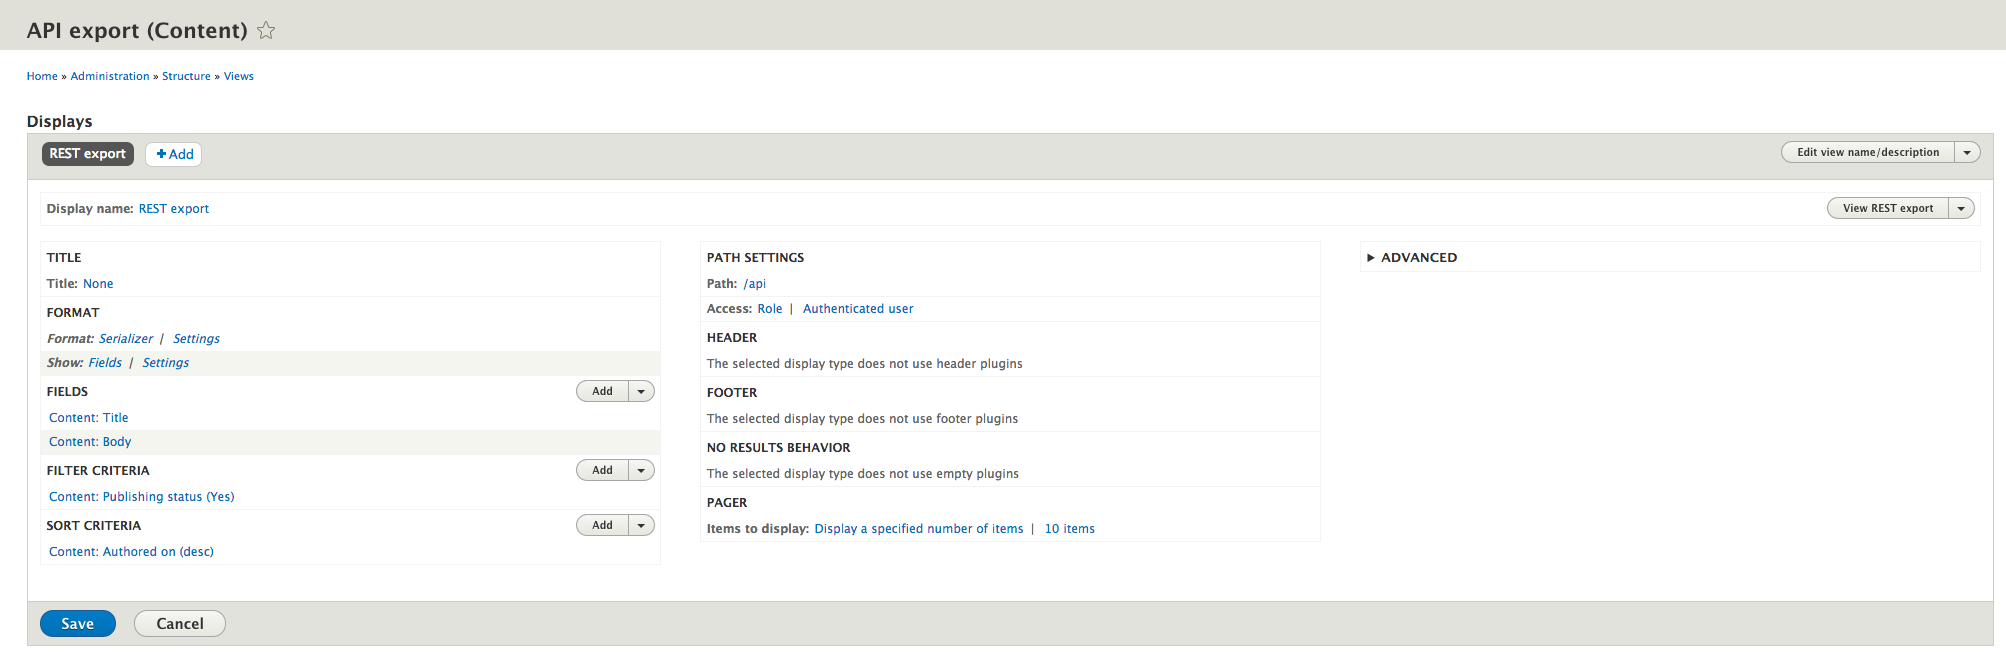 API export (Content)
Home » Administration » Structure » Views
Displays
REST export
+ Add
Edit view name/description
Display name: REST export
View REST export
TITLE
Title: None
FORMAT
Format: Serializer | Settings
Show: Fields | Settings
FIELDS
Add
Content: Title
Content: Body
FILTER CRITERIA
Add
Content: Publishing status (Yes)
SORT CRITERIA
Add
Content: Authored on (desc)
PATH SETTINGS
Path: /api
Access: Role | Authenticated user
HEADER
The selected display type does not use header plugins
FOOTER
The selected display type does not use footer plugins
NO RESULTS BEHAVIOR
The selected display type does not use empty plugins
PAGER
Items to display: Display a specified number of items | 10 items
ADVANCED
Save
Cancel